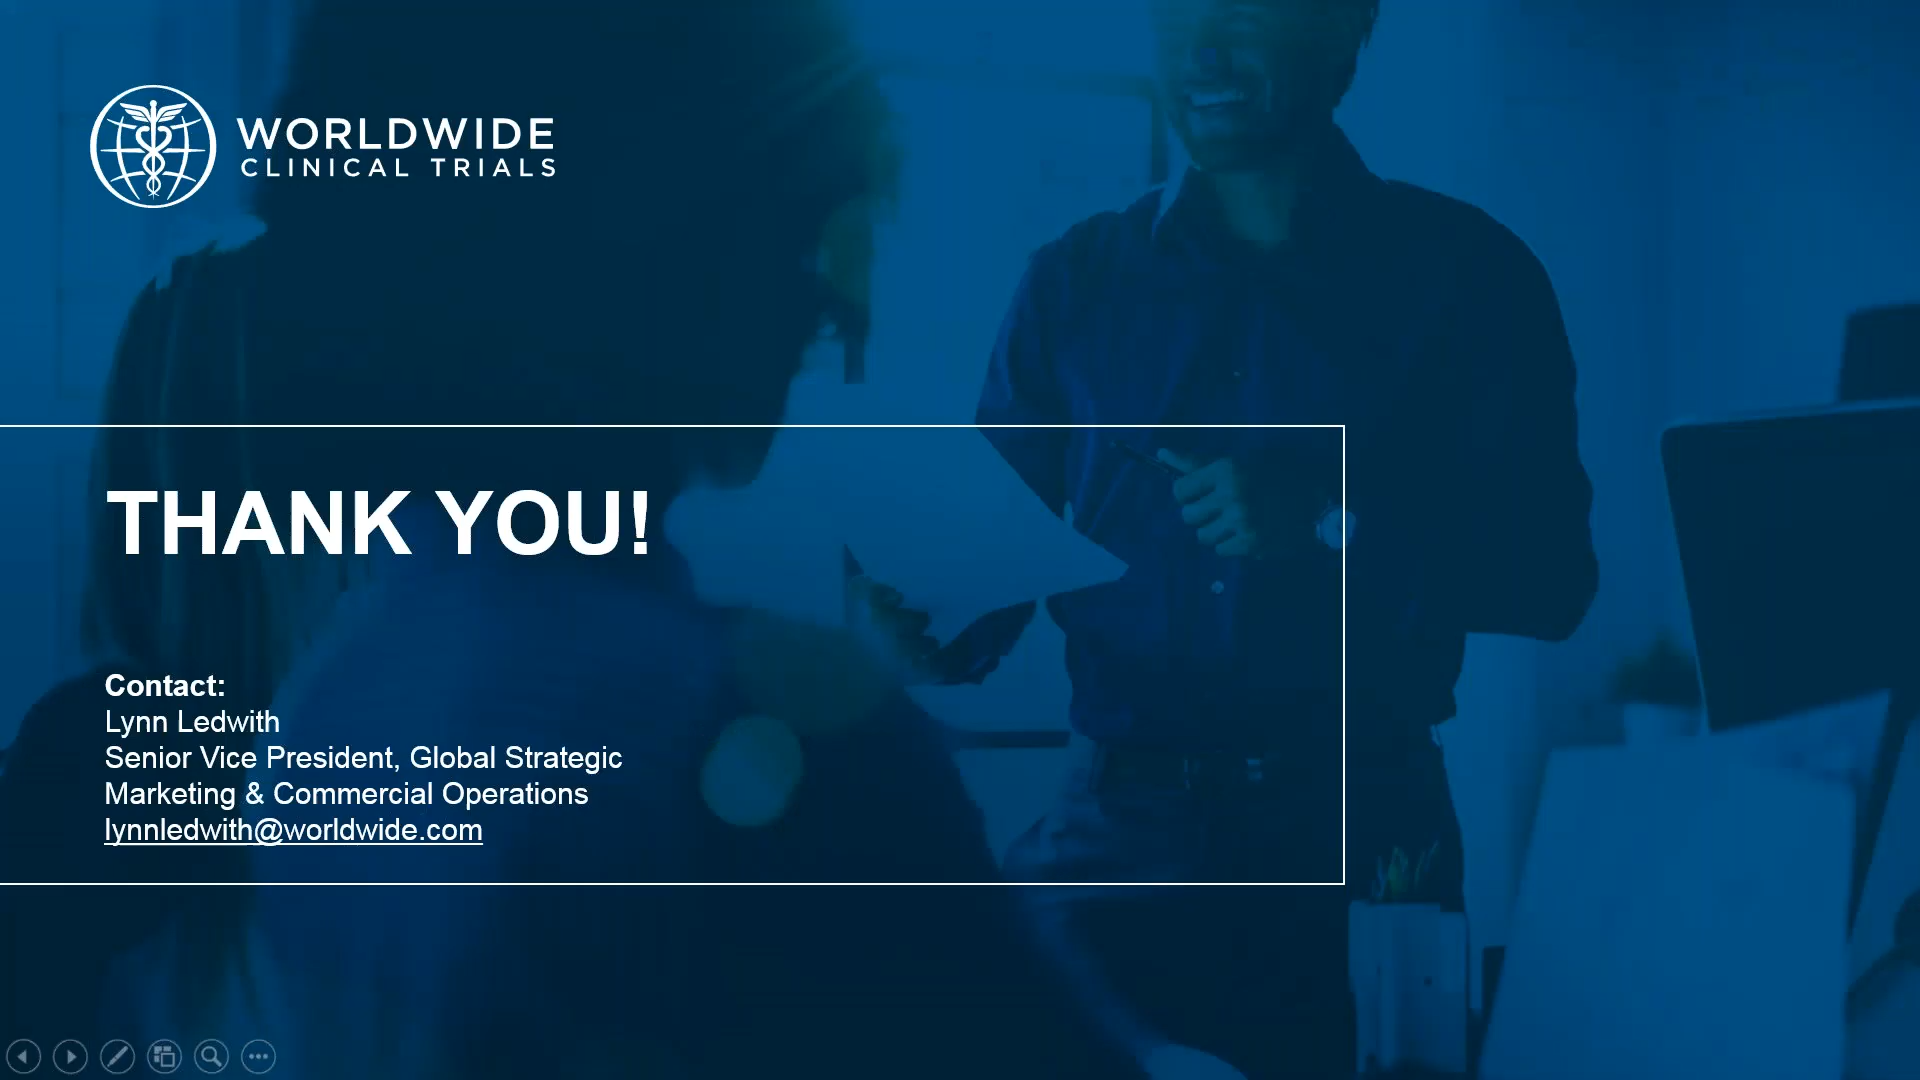 WORLDWIDE
CLINICAL TRIALS
THANK YOU!
Contact:
Lynn Ledwith
Senior Vice President, Global Strategic
Marketing & Commercial Operations
lynnledwith@worldwide.com